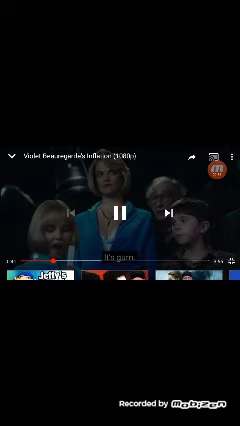 Violet Beauregarde's Inflation (1080p)
It's gum.
Recorded by Mobizen